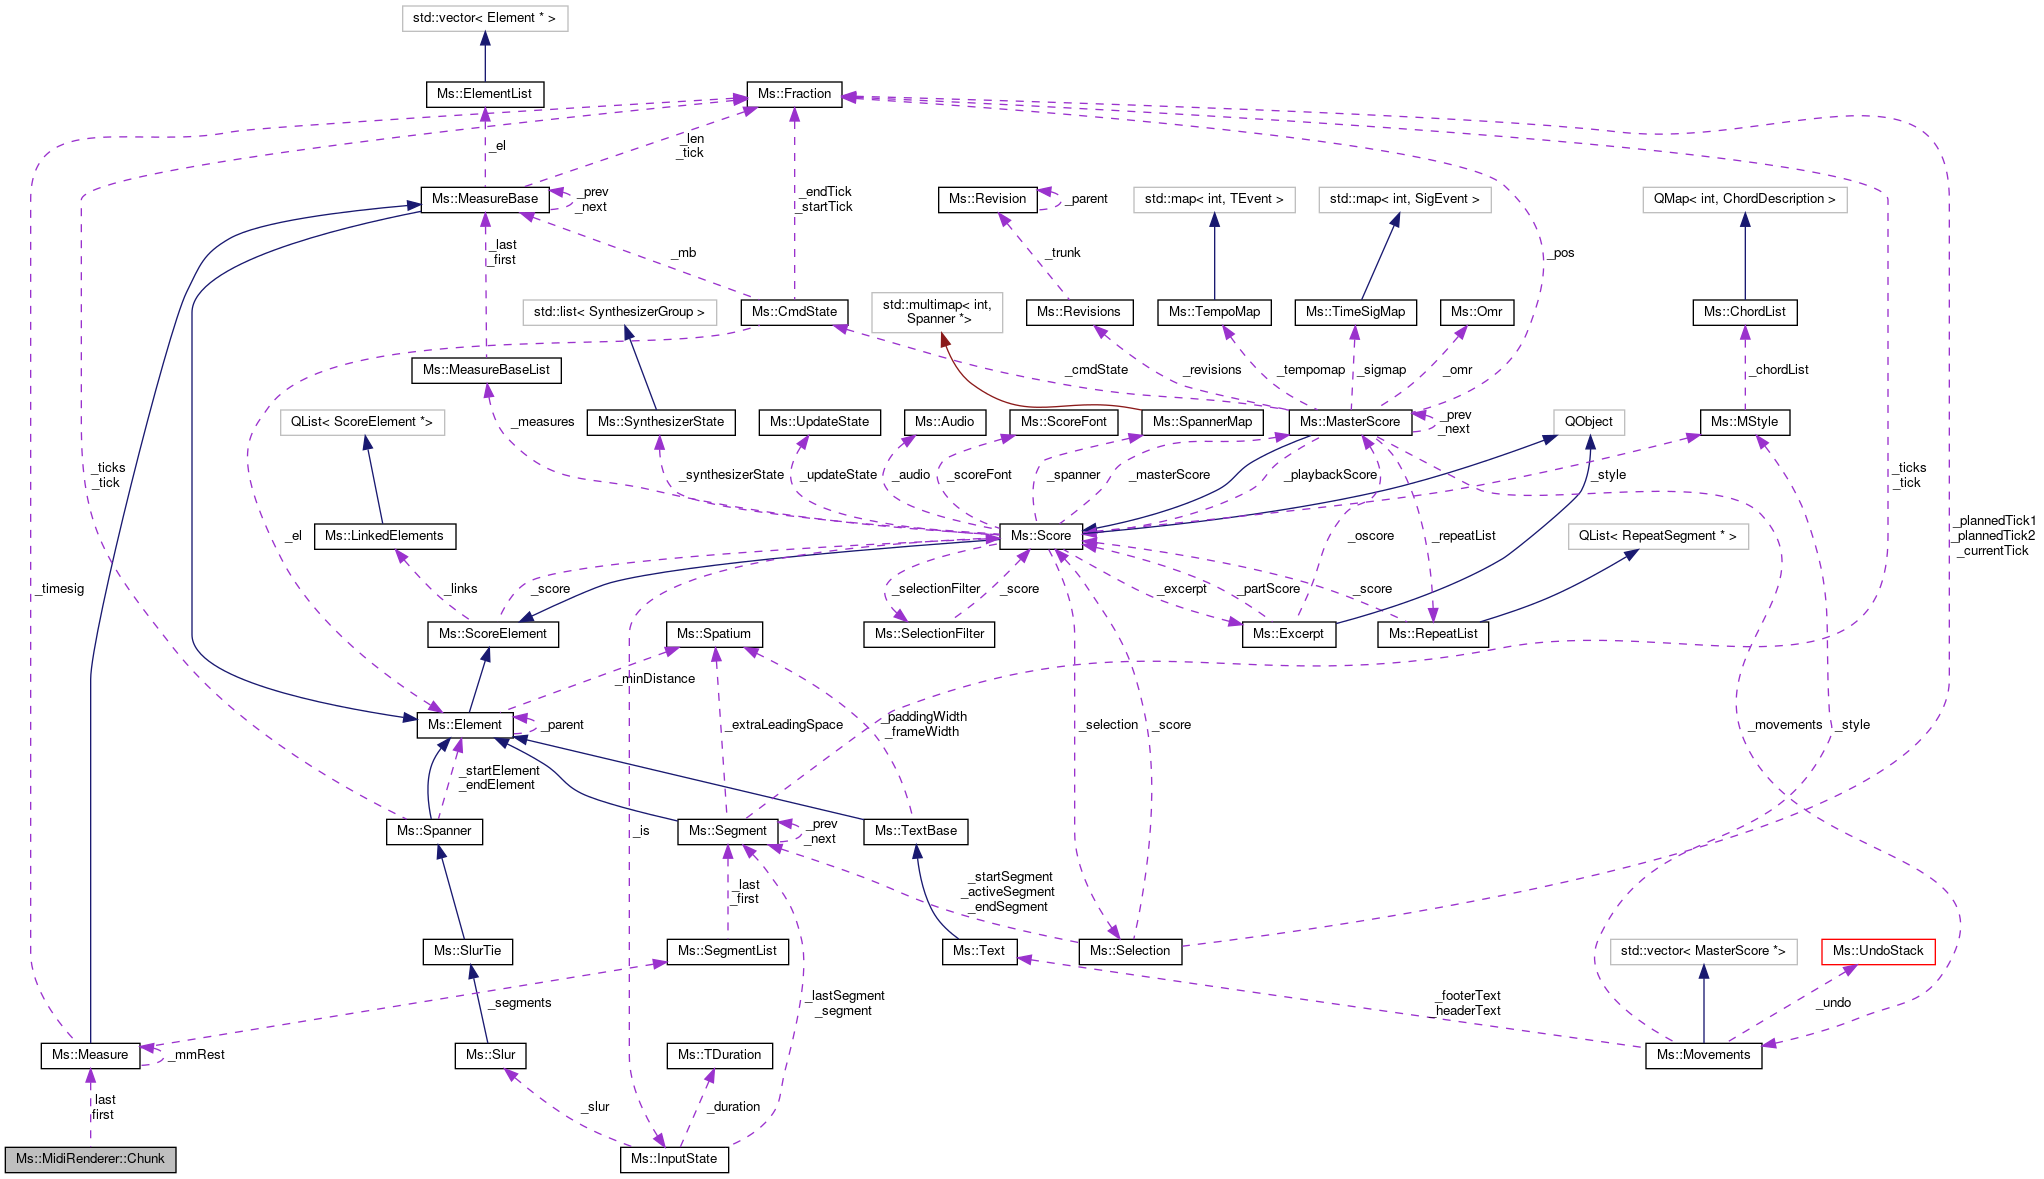 std::vector< Element * >
Ms::ElementList
Ms::Fraction
_el
_len
_tick
Ms::MeasureBase
_prev
_next
_endTick
_startTick
Ms::Revision
_parent
std::map< int, TEvent >
std::map< int, SigEvent >
QMap< int, ChordDescription >
_last
_first
_mb
_trunk
_pos
std::list< SynthesizerGroup >
Ms::CmdState
std::multimap< int,
Spanner *>
Ms::Revisions
Ms::TempoMap
Ms::TimeSigMap
Ms::Omr
Ms::ChordList
Ms::MeasureBaseList
_cmdState
_revisions
_tempomap
_sigmap
_omr
_chordList
QList< ScoreElement *>
_measures
Ms::SynthesizerState
Ms::UpdateState
Ms::Audio
Ms::ScoreFont
Ms::SpannerMap
Ms::MasterScore
_prev
_next
QObject
Ms::MStyle
_ticks
_tick
_synthesizerState
_updateState
_audio
_scoreFont
_spanner
_masterScore
_playbackScore
_style
_ticks
_tick
_el
Ms::LinkedElements
Ms::Score
_oscore
_repeatList
QList< RepeatSegment * >
_plannedTick1
_plannedTick2
_currentTick
_timesig
_links
_score
_selectionFilter
_score
_excerpt
_partScore
_score
Ms::ScoreElement
Ms::Spatium
Ms::SelectionFilter
Ms::Excerpt
Ms::RepeatList
_minDistance
Ms::Element
_parent
_extraLeadingSpace
_paddingWidth
_frameWidth
_selection
_score
_movements
_style
_startElement
_endElement
Ms::Spanner
_is
Ms::Segment
_prev
_next
Ms::TextBase
_last
_first
_startSegment
_activeSegment
_endSegment
Ms::SlurTie
Ms::SegmentList
Ms::Text
Ms::Selection
std::vector< MasterScore *>
Ms::UndoStack
_segments
_lastSegment
_segment
_footerText
_headerText
_undo
Ms::Measure
_mmRest
Ms::Slur
Ms::TDuration
Ms::Movements
last
first
_slur
_duration
Ms::MidiRenderer::Chunk
Ms::InputState